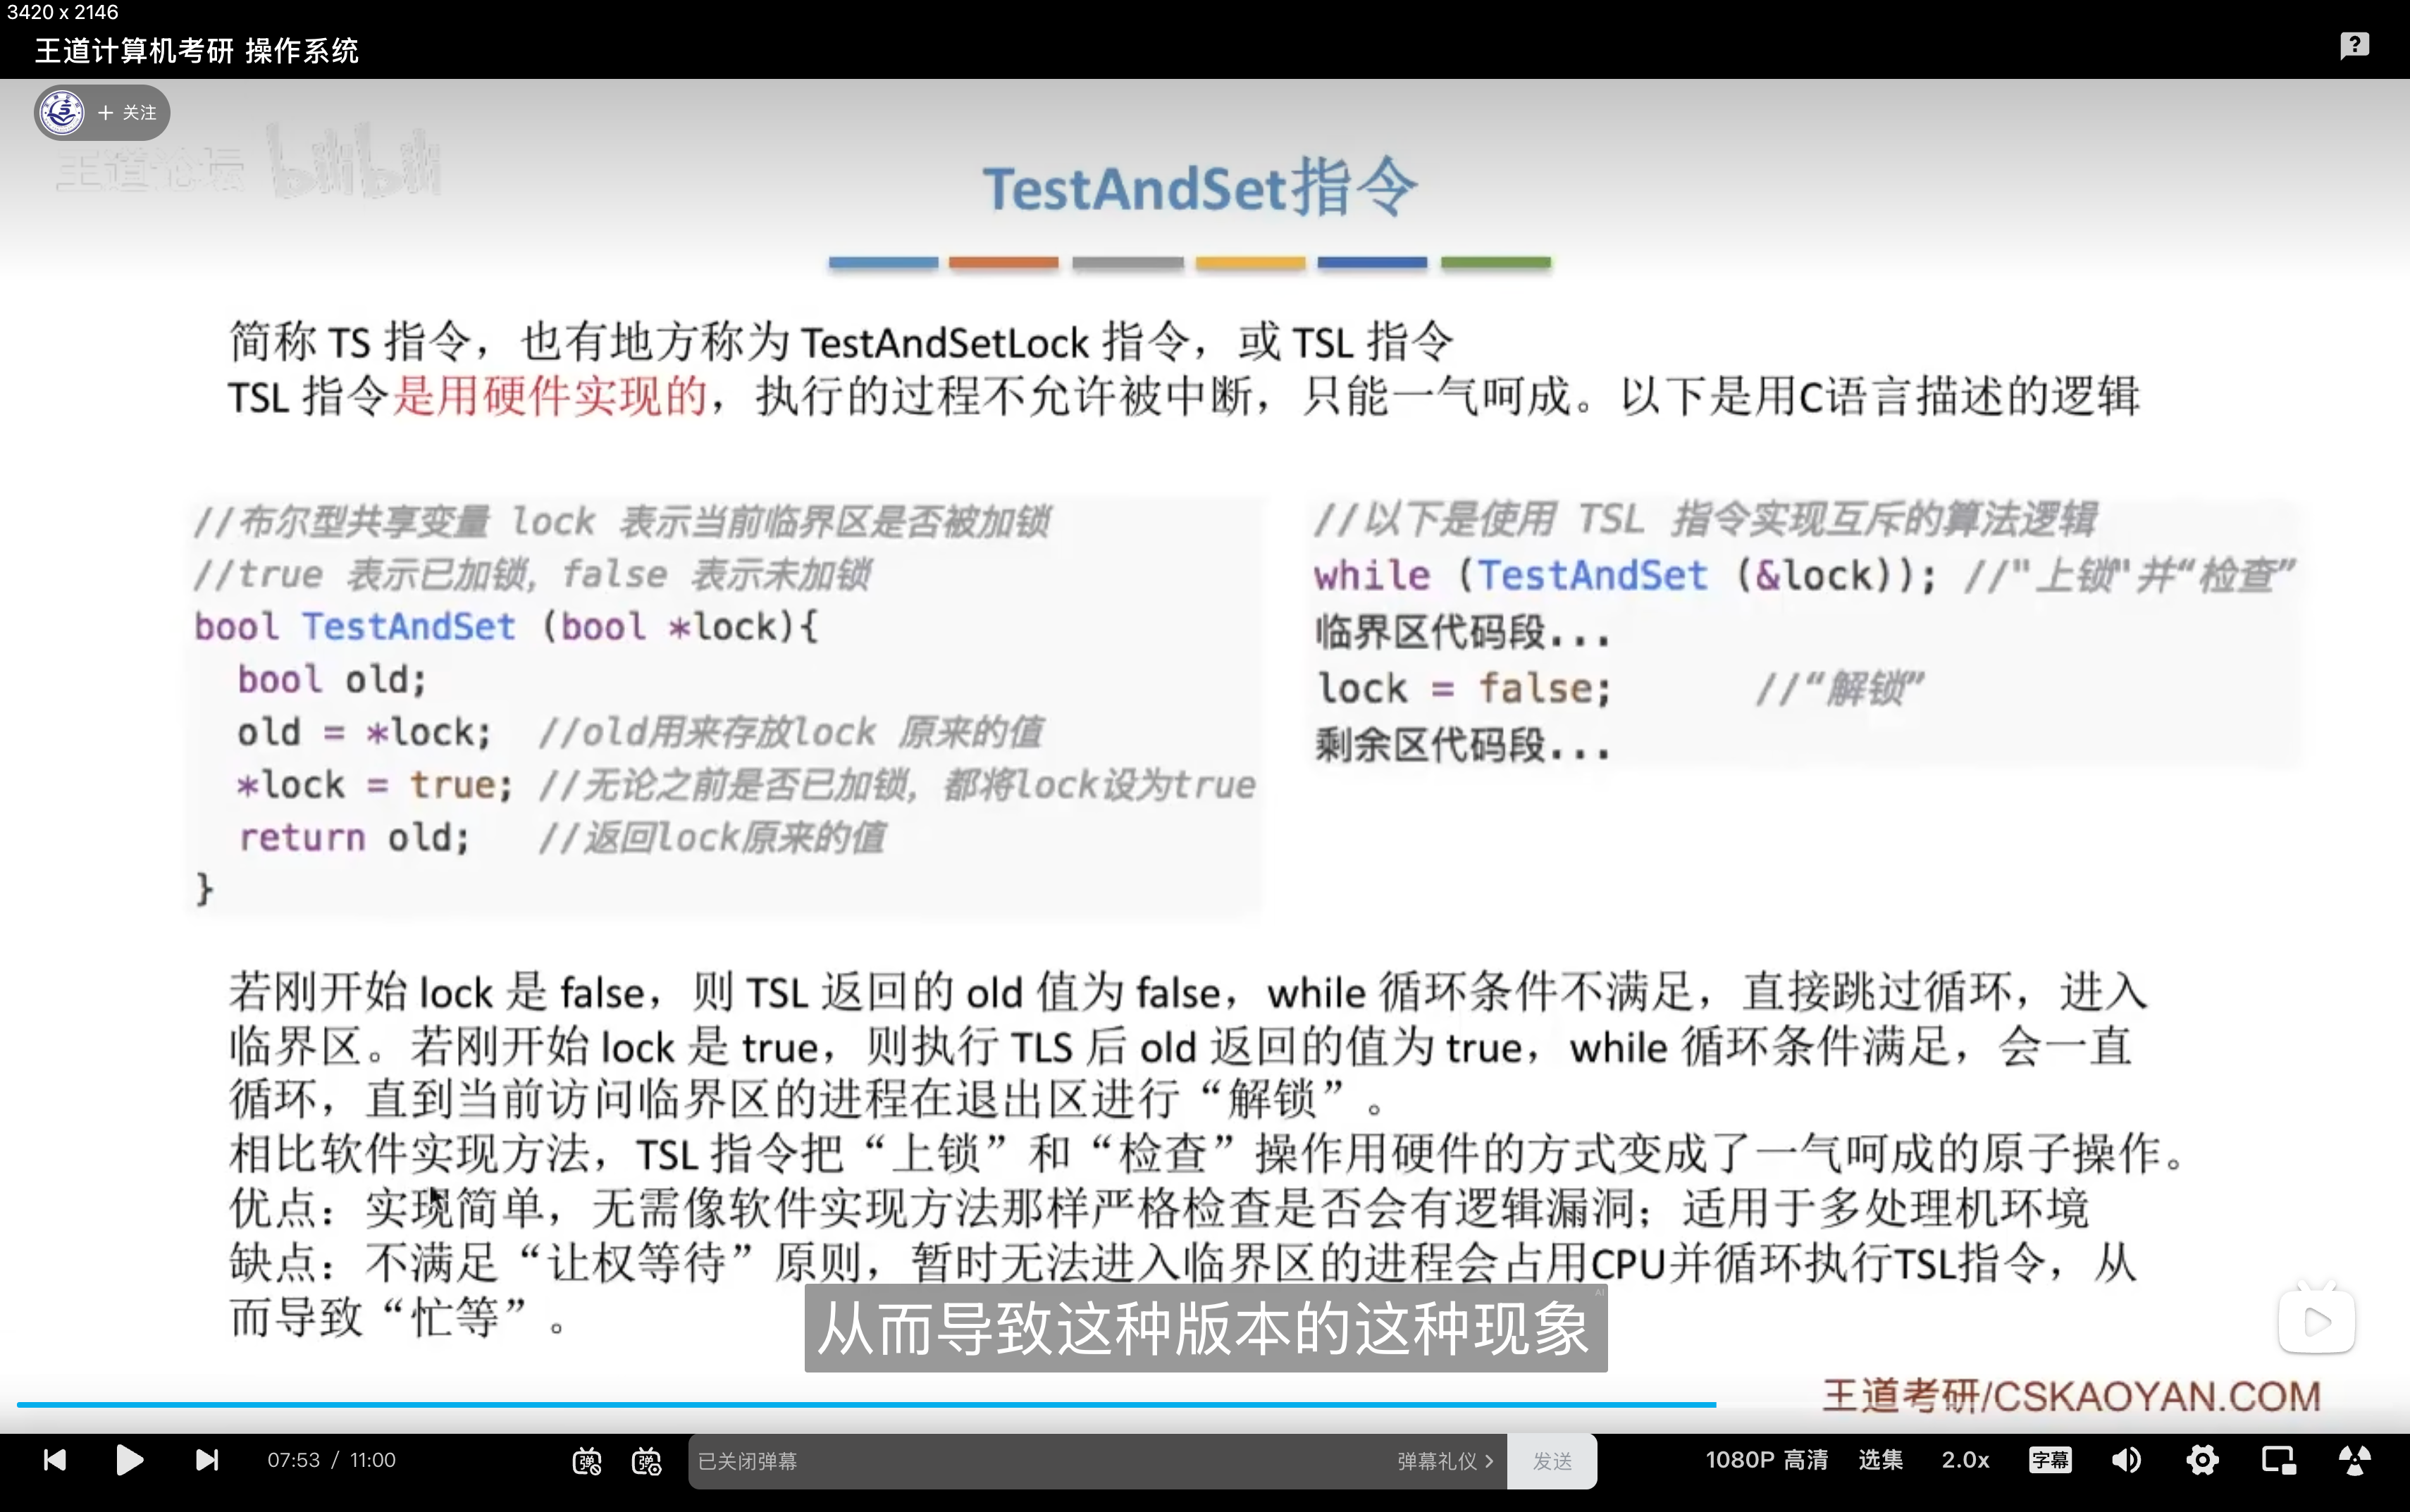 3420 x 2146
王道计算机考研 操作系统
+ 关注
王道论坛 bilibili
TestAndSet指令
简称 TS 指令，也有地方称为 TestAndSetLock 指令，或 TSL 指令
TSL 指令是用硬件实现的，执行的过程不允许被中断，只能一气呵成。以下是用C语言描述的逻辑
//布尔型共享变量 lock 表示当前临界区是否被加锁
//true 表示已加锁，false 表示未加锁
bool TestAndSet (bool *lock){
bool old;
old = *lock; //old用来存放lock 原来的值
*lock = true; //无论之前是否已加锁，都将lock设为true
return old; //返回lock原来的值
}
//以下是使用 TSL 指令实现互斥的算法逻辑
while (TestAndSet (&lock)); //"上锁"并“检查”
临界区代码段...
lock = false; //“解锁”
剩余区代码段...
若刚开始 lock 是 false，则 TSL 返回的 old 值为 false，while 循环条件不满足，直接跳过循环，进入
临界区。若刚开始 lock 是 true，则执行 TLS 后 old 返回的值为 true，while 循环条件满足，会一直
循环，直到当前访问临界区的进程在退出区进行“解锁”。
相比软件实现方法，TSL 指令把“上锁”和“检查”操作用硬件的方式变成了一气呵成的原子操作。
优点：实现简单，无需像软件实现方法那样严格检查是否会有逻辑漏洞；适用于多处理机环境
缺点：不满足“让权等待”原则，暂时无法进入临界区的进程会占用CPU并循环执行TSL指令，从
而导致“忙等”。
AI
从而导致这种版本的这种现象
王道考研/CSKAOYAN.COM
07:53 / 11:00
弹
弹
已关闭弹幕
弹幕礼仪 >
发送
1080P 高清
选集
2.0x
字幕